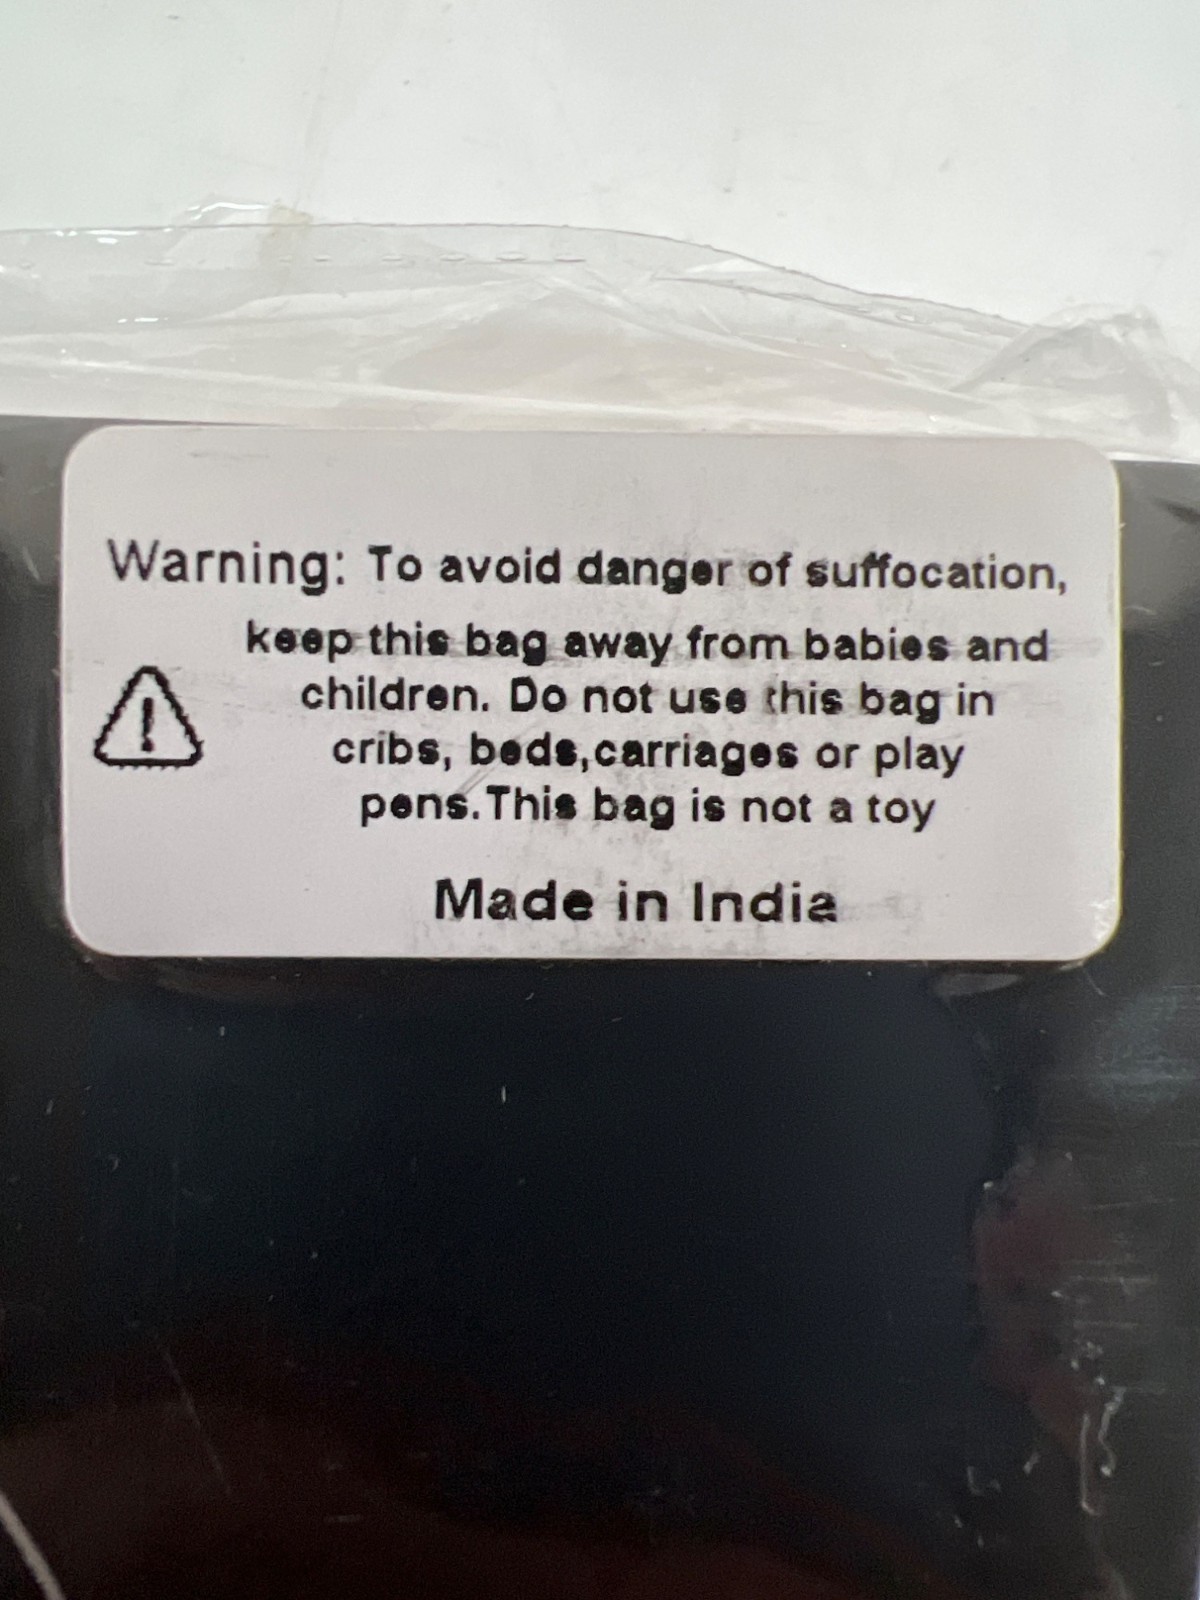 Warning: To avoid danger of suffocation,
keep this bag away from babies and
children. Do not use this bag in
cribs, beds,carriages or play
pens.This bag is not a toy
Made in India